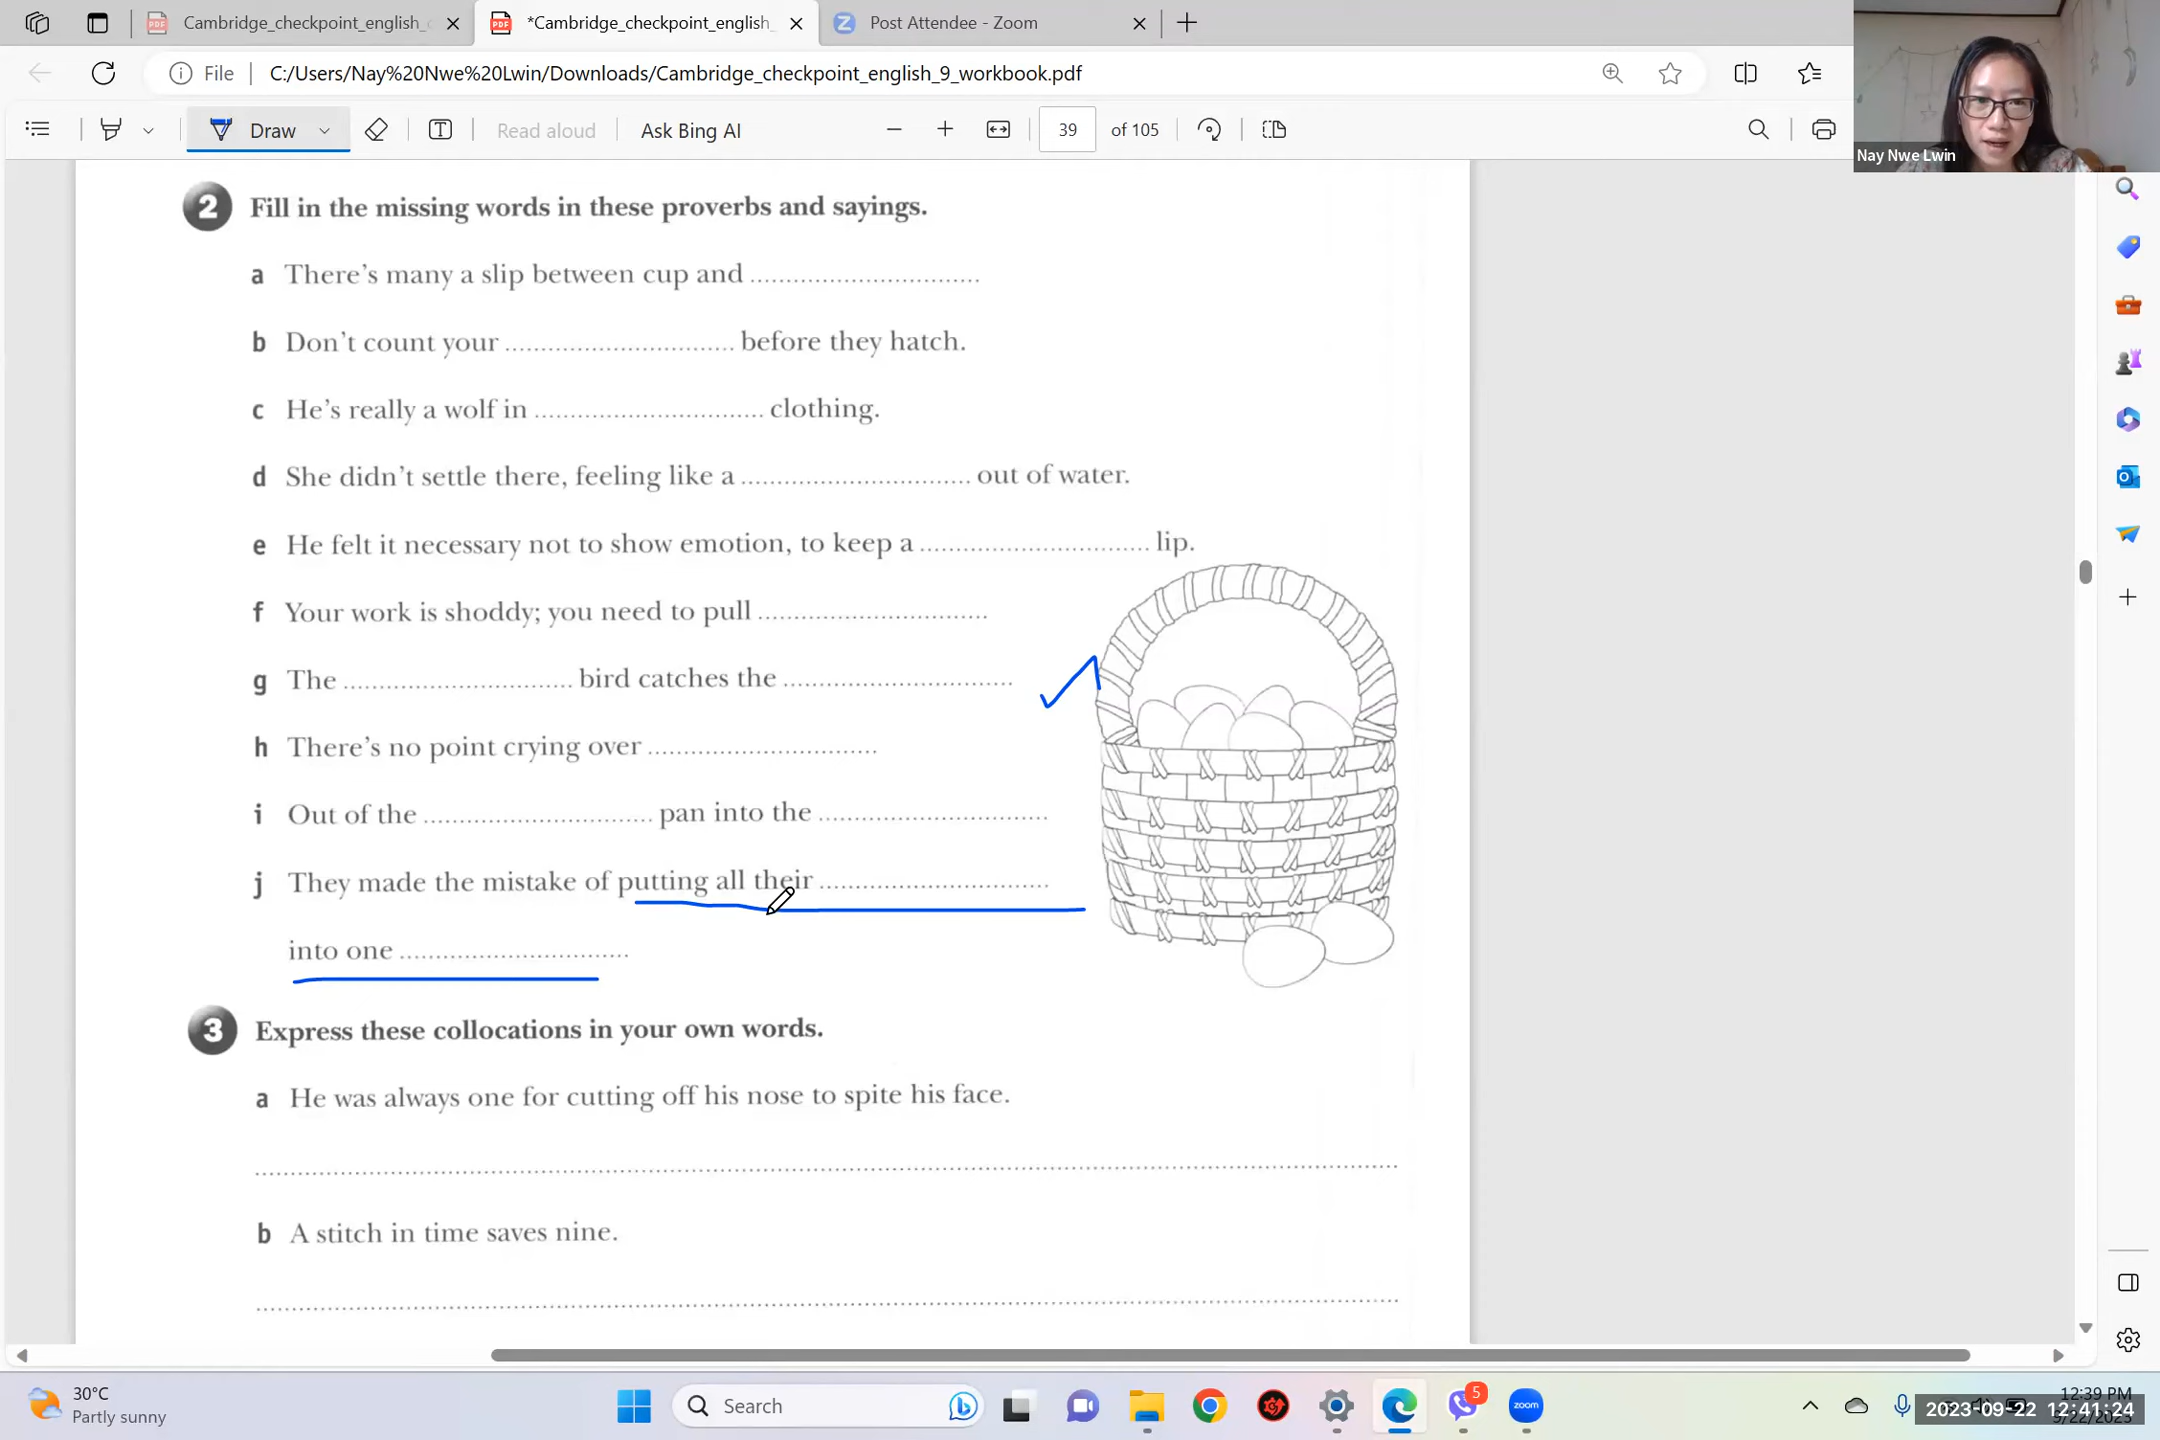 Cambridge_checkpoint_english_
*Cambridge_checkpoint_english_
Post Attendee - Zoom
File
C:/Users/Nay%20Nwe%20Lwin/Downloads/Cambridge_checkpoint_english_9_workbook.pdf
Draw
Read aloud
Ask Bing AI
39
of 105
Nay Nwe Lwin
2 Fill in the missing words in these proverbs and sayings.
a There's many a slip between cup and ..............................
b Don't count your .............................. before they hatch.
c He's really a wolf in .............................. clothing.
d She didn't settle there, feeling like a .............................. out of water.
e He felt it necessary not to show emotion, to keep a .............................. lip.
f Your work is shoddy; you need to pull ..............................
g The .............................. bird catches the ..............................
h There's no point crying over ..............................
i Out of the .............................. pan into the ..............................
j They made the mistake of putting all their ..............................
into one ..............................
3 Express these collocations in your own words.
a He was always one for cutting off his nose to spite his face.
b A stitch in time saves nine.
30°C
Partly sunny
Search
5
zoom
12:39 PM
2023-09-22 12:41:24